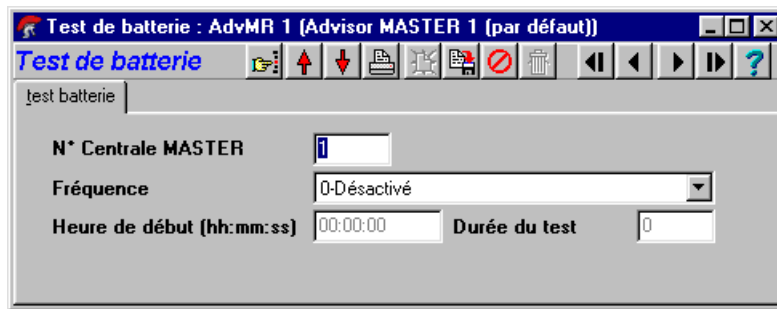 Test de batterie : AdvMR 1 (Advisor MASTER 1 (par défaut))
Test de batterie ?
test batterie
N° Centrale MASTER 1
Fréquence 0-Désactivé
Heure de début (hh:mm:ss) 00:00:00 Durée du test 0